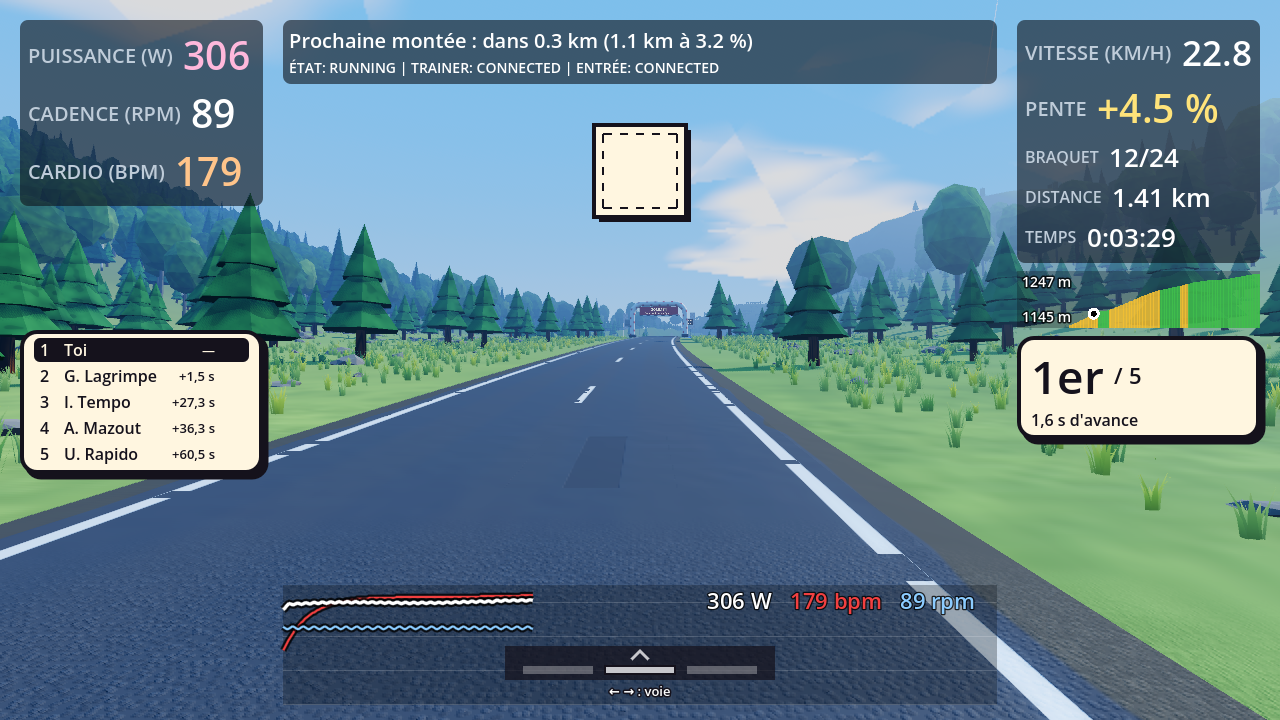 PUISSANCE (W) 306
CADENCE (RPM) 89
CARDIO (BPM) 179
Prochaine montée : dans 0.3 km (1.1 km à 3.2 %)
ÉTAT: RUNNING | TRAINER: CONNECTED | ENTRÉE: CONNECTED
VITESSE (KM/H) 22.8
PENTE +4.5 %
BRAQUET 12/24
DISTANCE 1.41 km
TEMPS 0:03:29
1247 m
1145 m
1 Toi —
2 G. Lagrimpe +1,5 s
3 I. Tempo +27,3 s
4 A. Mazout +36,3 s
5 U. Rapido +60,5 s
1er / 5
1,6 s d'avance
306 W 179 bpm 89 rpm
← → : voie